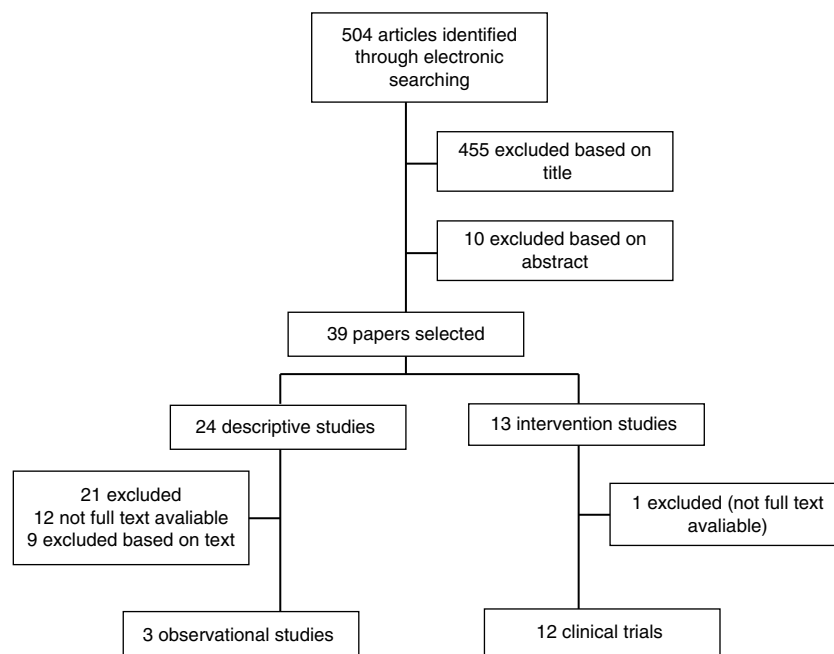 504 articles identified
through electronic
searching
455 excluded based on
title
10 excluded based on
abstract
39 papers selected
24 descriptive studies
13 intervention studies
21 excluded
12 not full text avaliable
9 excluded based on text
1 excluded (not full text
avaliable)
3 observational studies
12 clinical trials